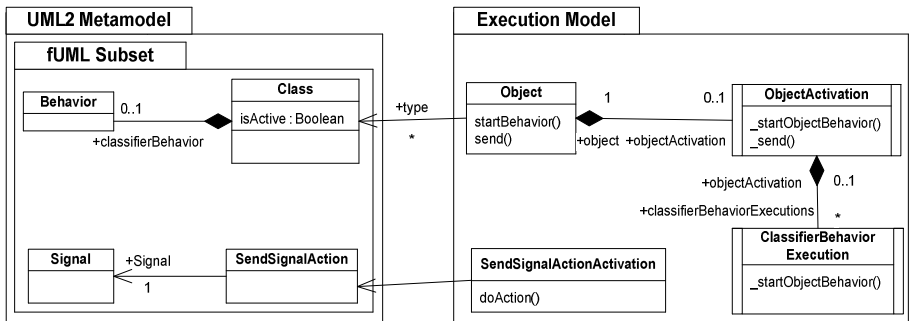 UML2 Metamodel
fUML Subset
Behavior
0..1
+classifierBehavior
Class
isActive : Boolean
Signal
+Signal
1
SendSignalAction
Execution Model
+type
*
Object
startBehavior()
send()
1
0..1
+object
+objectActivation
ObjectActivation
_startObjectBehavior()
_send()
+objectActivation
0..1
+classifierBehaviorExecutions
*
ClassifierBehavior
Execution
_startObjectBehavior()
SendSignalActionActivation
doAction()